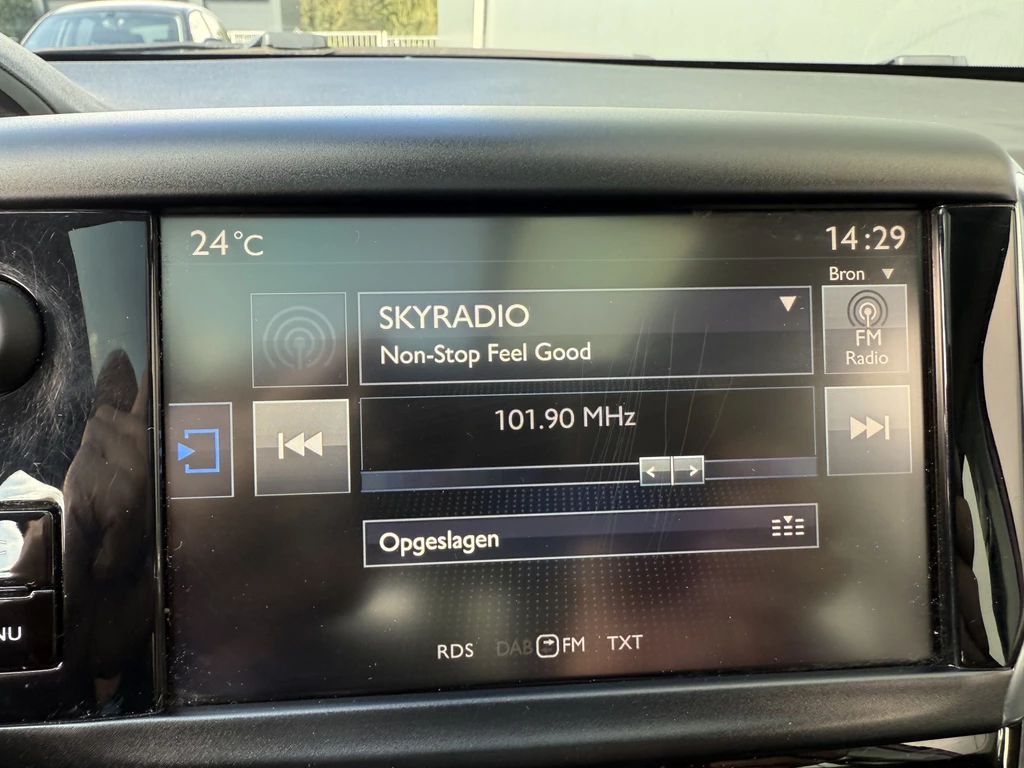 24°C
14:29
Bron
SKYRADIO
Non-Stop Feel Good
FM
Radio
101.90 MHz
Opgeslagen
RDS DAB FM TXT
NU